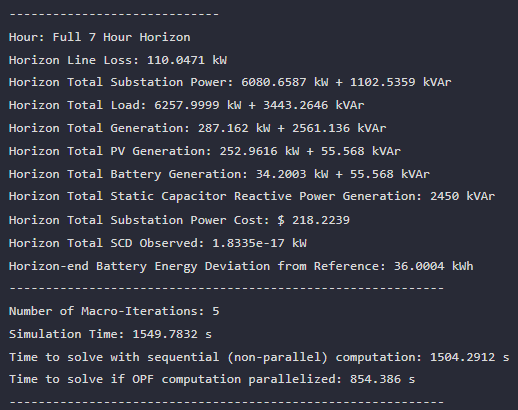 -----------------------------
Hour: Full 7 Hour Horizon
Horizon Line Loss: 110.0471 kW
Horizon Total Substation Power: 6080.6587 kW + 1102.5359 kVAr
Horizon Total Load: 6257.9999 kW + 3443.2646 kVAr
Horizon Total Generation: 287.162 kW + 2561.136 kVAr
Horizon Total PV Generation: 252.9616 kW + 55.568 kVAr
Horizon Total Battery Generation: 34.2003 kW + 55.568 kVAr
Horizon Total Static Capacitor Reactive Power Generation: 2450 kVAr
Horizon Total Substation Power Cost: $ 218.2239
Horizon Total SCD Observed: 1.8335e-17 kW
Horizon-end Battery Energy Deviation from Reference: 36.0004 kWh
------------------------------------------------------------
Number of Macro-Iterations: 5
Simulation Time: 1549.7832 s
Time to solve with sequential (non-parallel) computation: 1504.2912 s
Time to solve if OPF computation parallelized: 854.386 s
------------------------------------------------------------